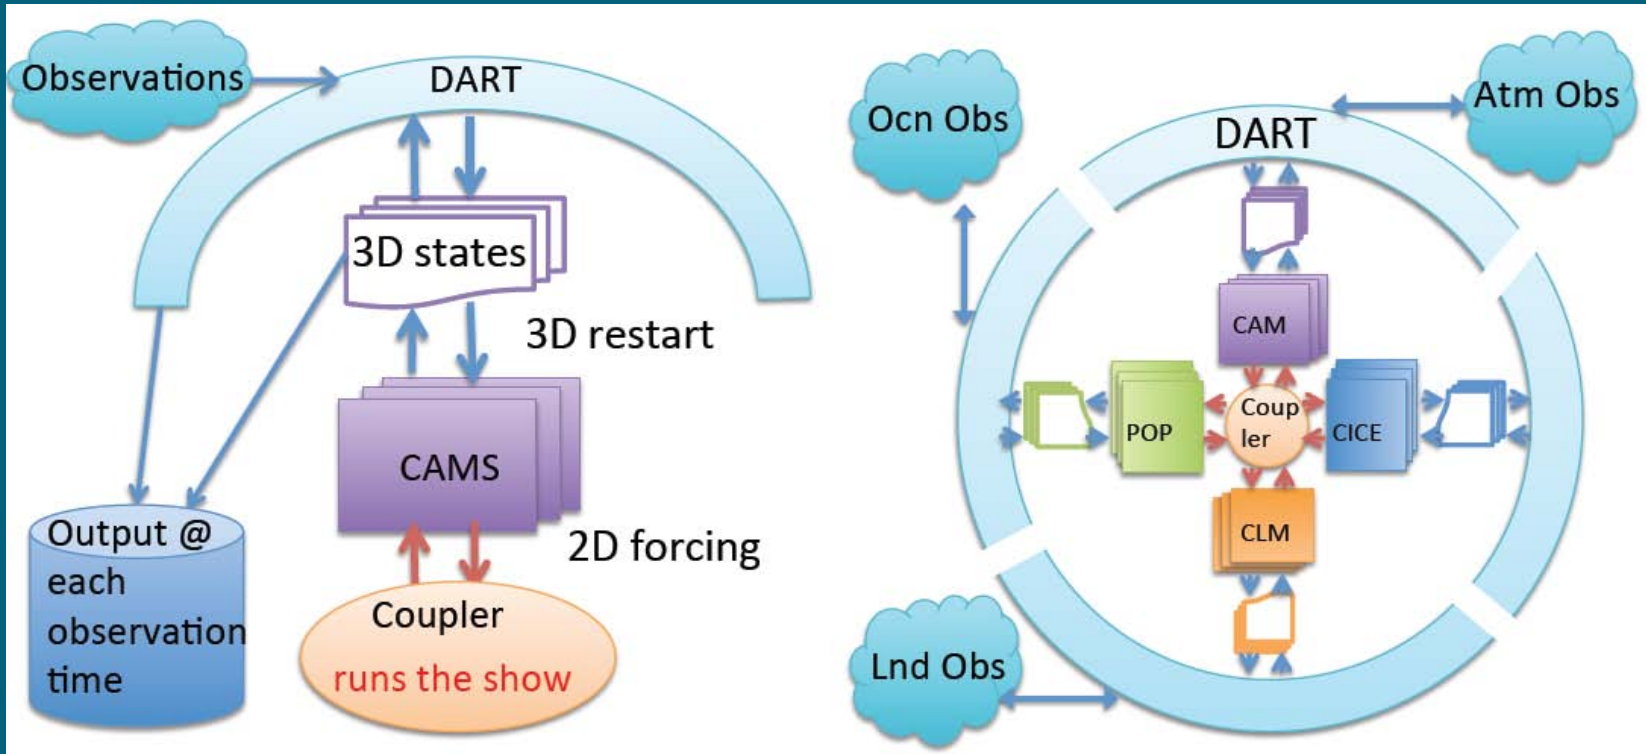 Observations
DART
3D states
3D restart
CAMS
2D forcing
Coupler
runs the show
Output @
each
observation
time
Ocn Obs
Atm Obs
DART
CAM
POP
Coup
ler
CICE
CLM
Lnd Obs